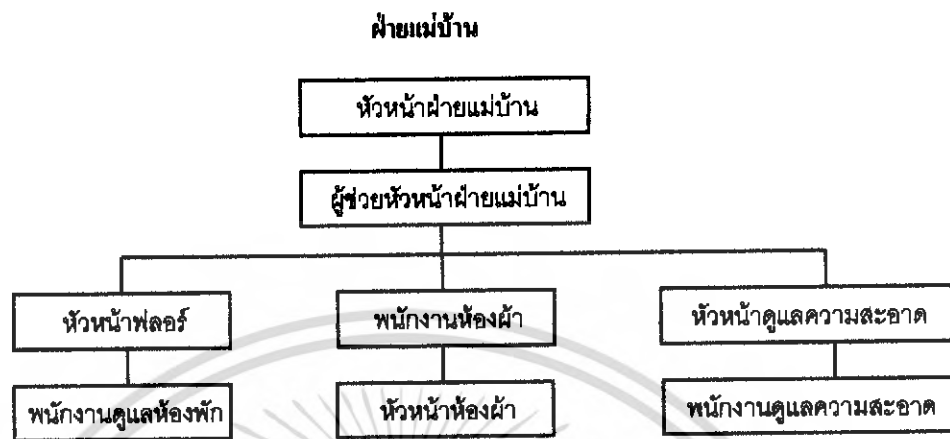 ฝ่ายแม่บ้าน
หัวหน้าฝ่ายแม่บ้าน
ผู้ช่วยหัวหน้าฝ่ายแม่บ้าน
หัวหน้าฟลอร์
พนักงานห้องผ้า
หัวหน้าดูแลความสะอาด
พนักงานดูแลห้องพัก
หัวหน้าห้องผ้า
พนักงานดูแลความสะอาด